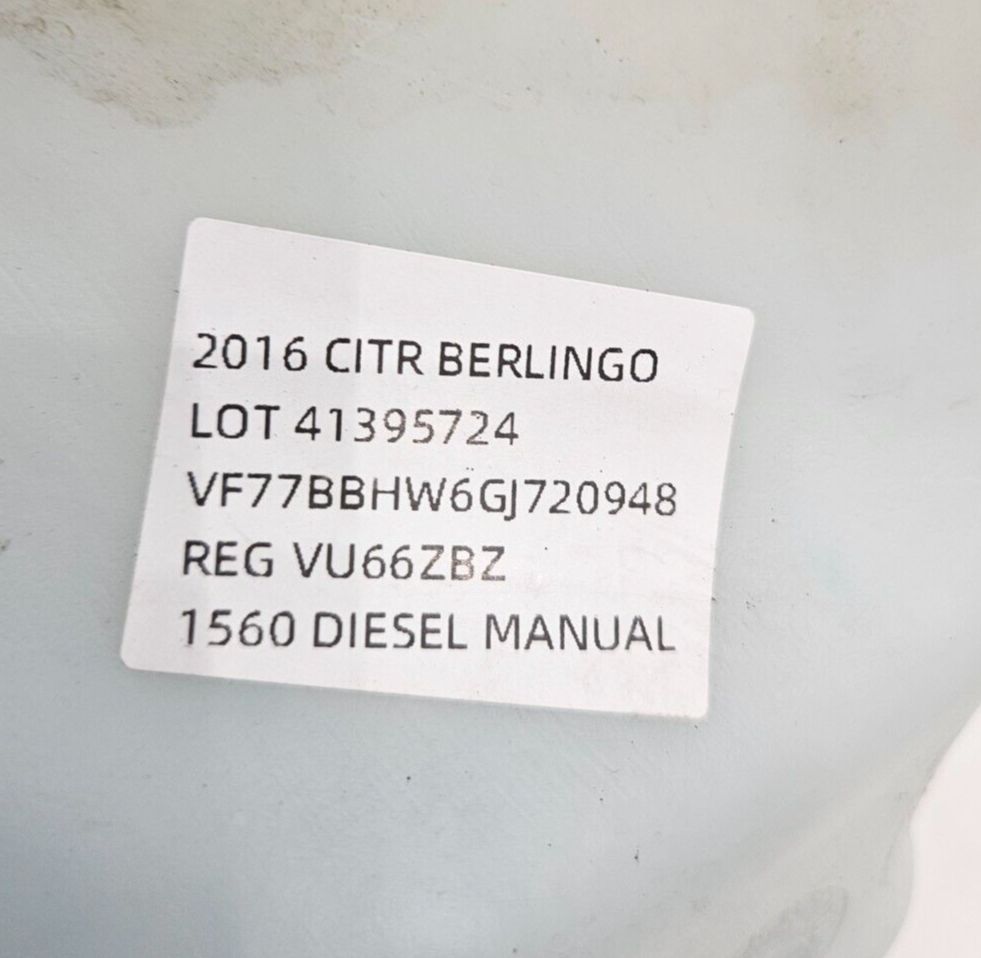 2016 CITR BERLINGO
LOT 41395724
VF77BBHW6GJ720948
REG VU66ZBZ
1560 DIESEL MANUAL